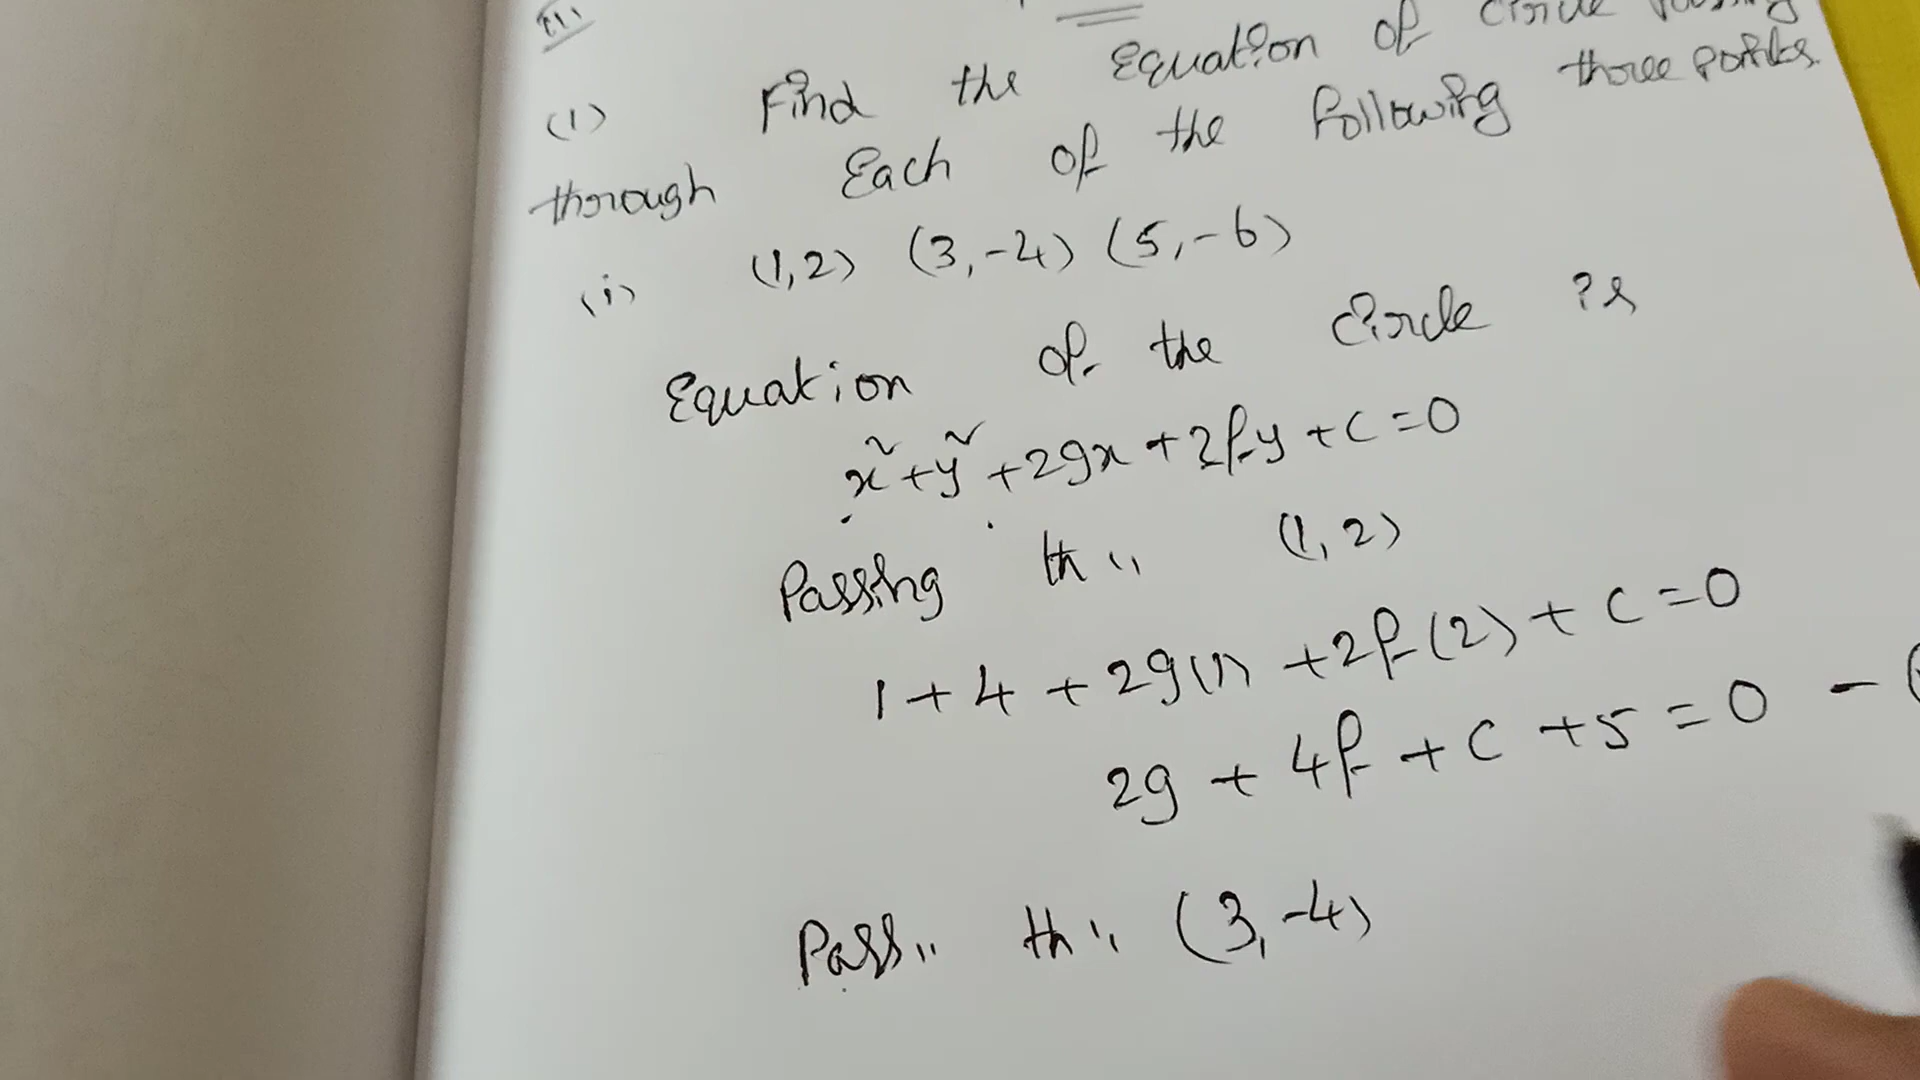 (1) Find the Equation of Circle
through Each of the following three points.
(i) (1,2) (3,-4) (5,-6)
Equation of the Circle is
x²+y²+2gx+2fy+c=0
Passing th'' (1,2)
1+4+2g(1)+2f(2)+c=0
2g+4f+c+5=0 -
Pass'' th'' (3,-4)